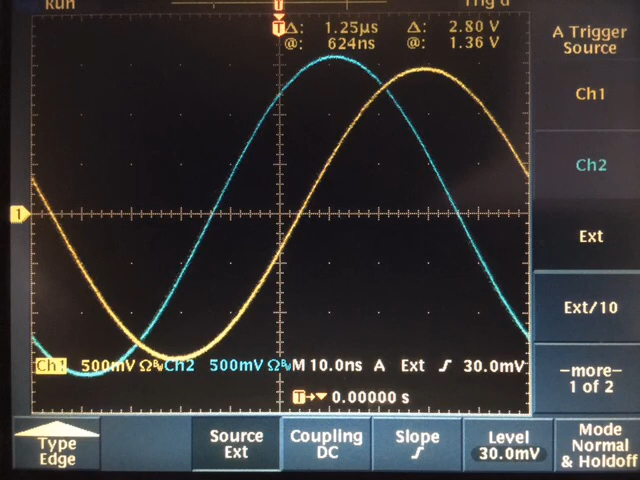 Run Trig'd
Δ: 1.25µs Δ: 2.80 V
@: 624ns @: 1.36 V
A Trigger
Source
Ch1
Ch2
1
Ext
Ext/10
Ch1 500mV Ω Ch2 500mV Ω M 10.0ns A Ext 30.0mV
–more–
1 of 2
T 0.00000 s
Type
Edge
Source
Ext
Coupling
DC
Slope
Level
30.0mV
Mode
Normal
& Holdoff